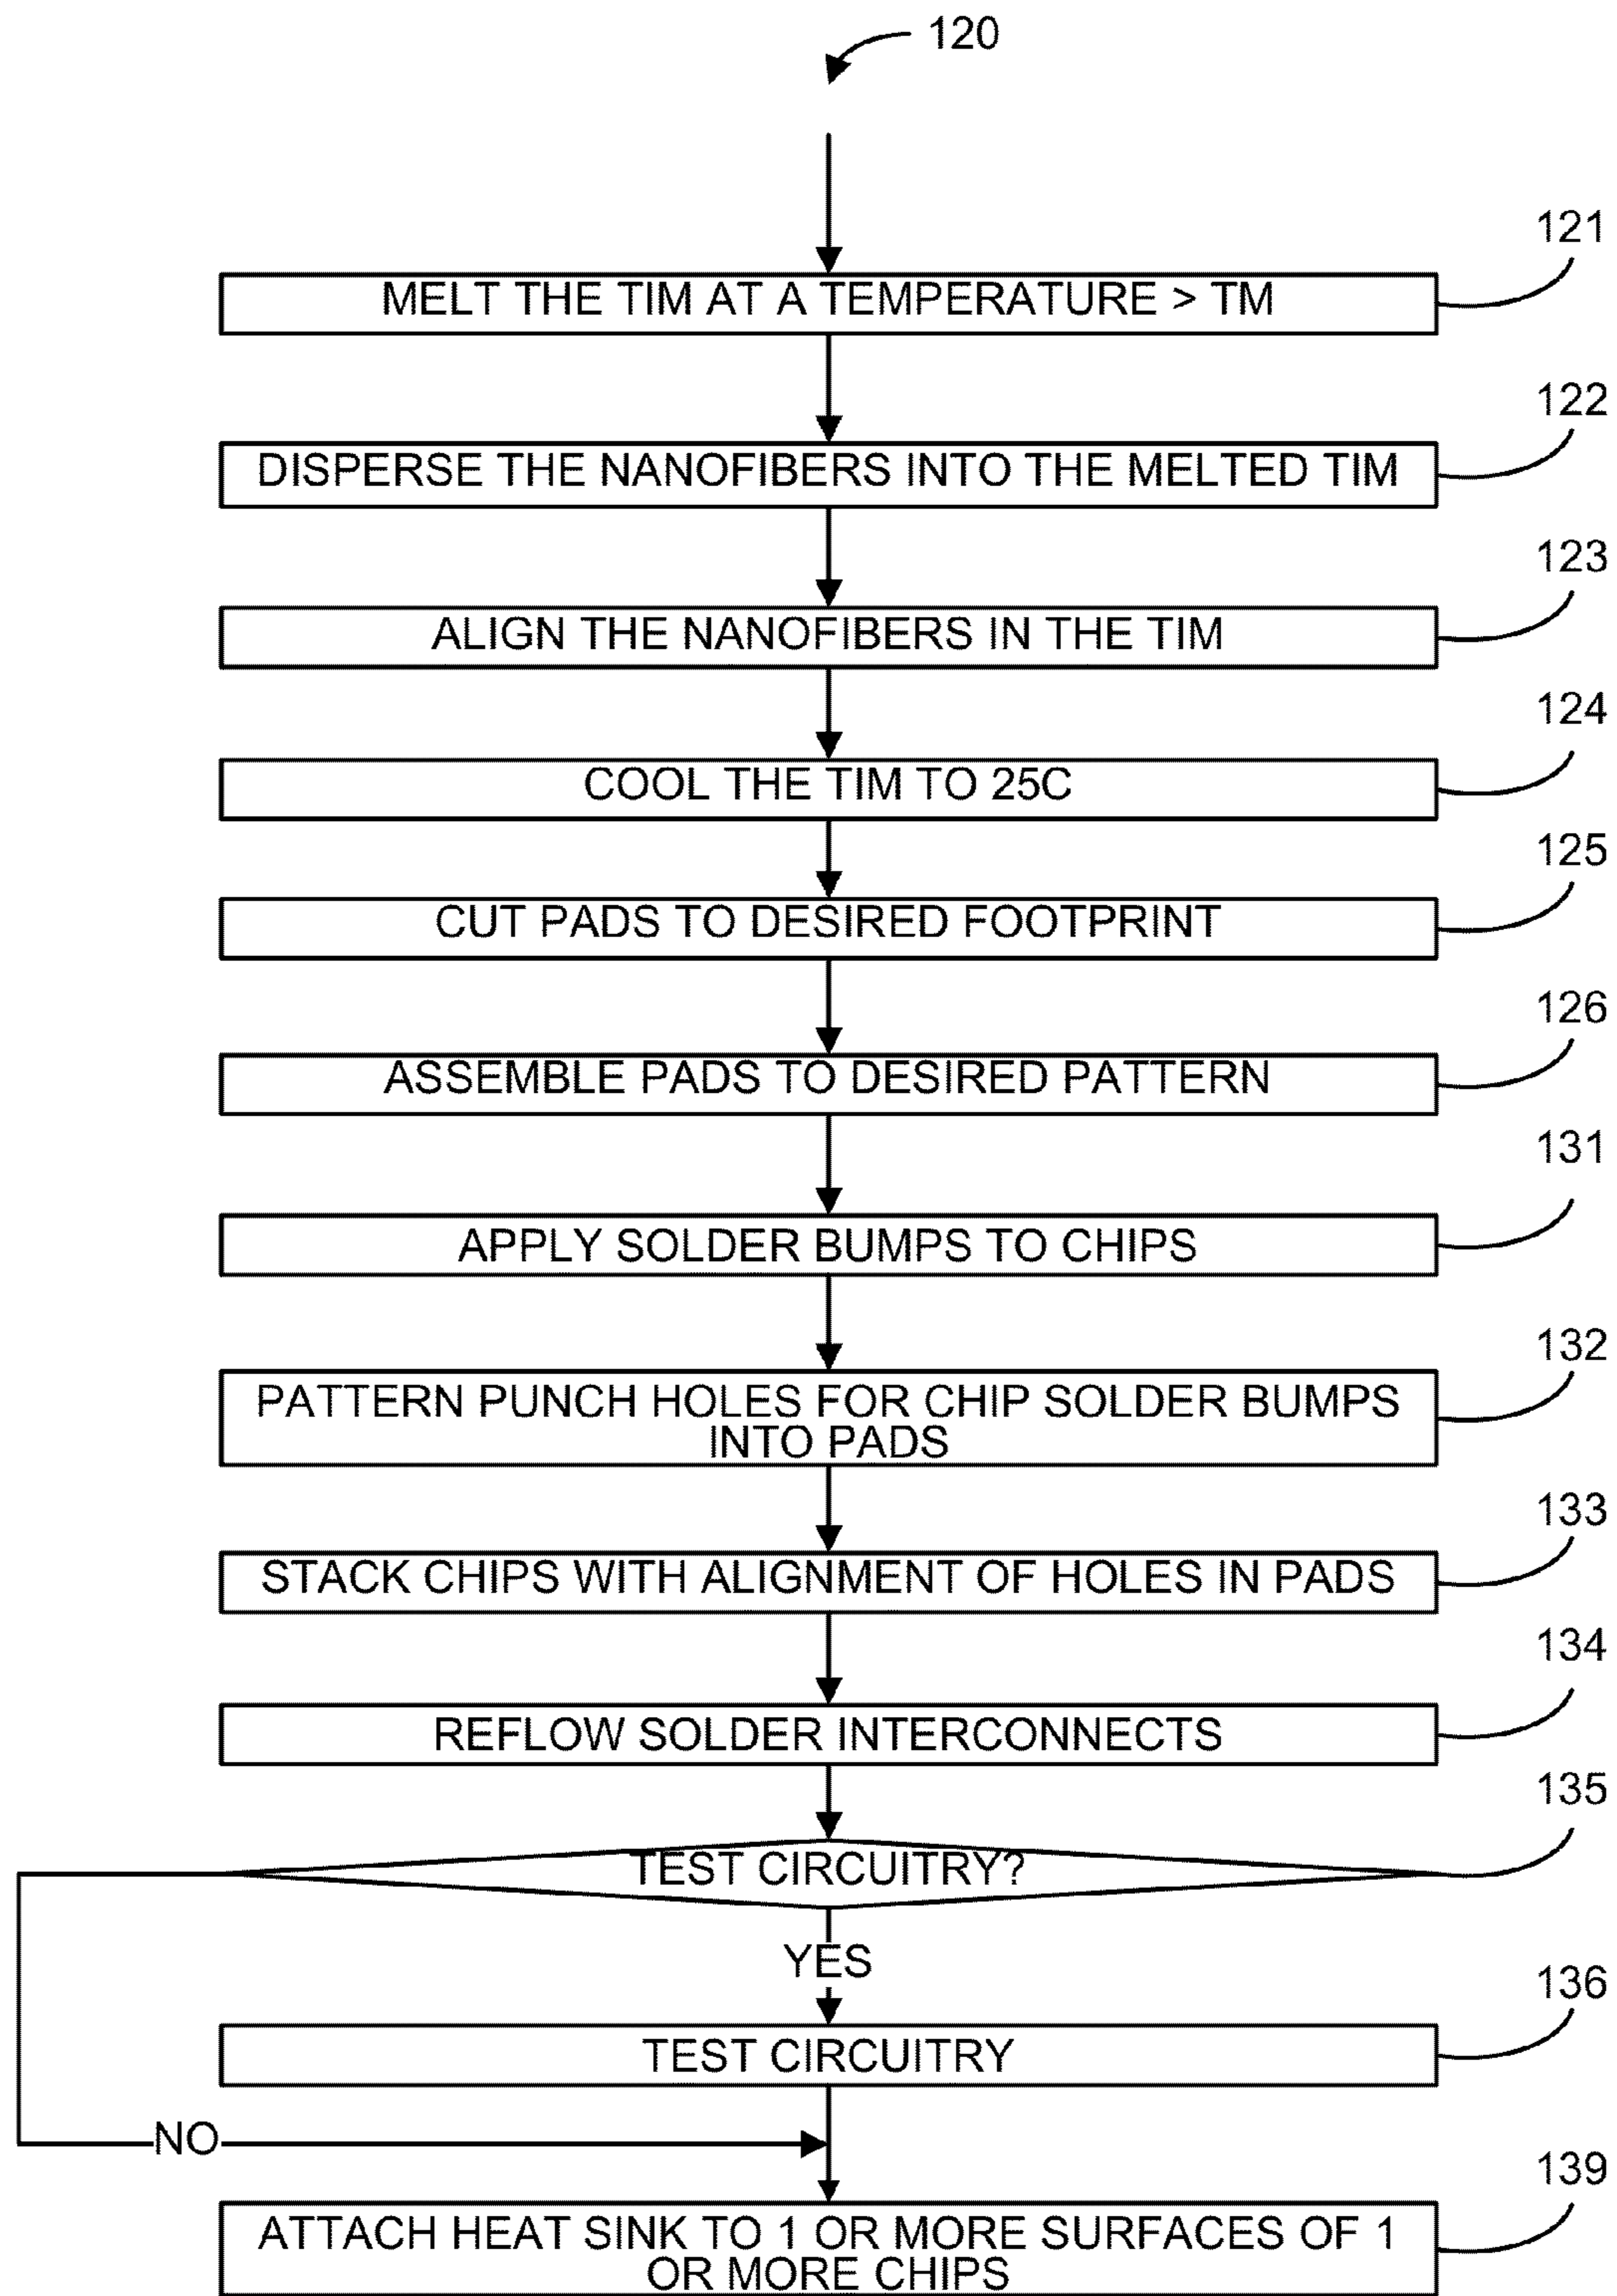 120
121
MELT THE TIM AT A TEMPERATURE > TM
122
DISPERSE THE NANOFIBERS INTO THE MELTED TIM
123
ALIGN THE NANOFIBERS IN THE TIM
124
COOL THE TIM TO 25C
125
CUT PADS TO DESIRED FOOTPRINT
126
ASSEMBLE PADS TO DESIRED PATTERN
131
APPLY SOLDER BUMPS TO CHIPS
132
PATTERN PUNCH HOLES FOR CHIP SOLDER BUMPS
INTO PADS
133
STACK CHIPS WITH ALIGNMENT OF HOLES IN PADS
134
REFLOW SOLDER INTERCONNECTS
135
TEST CIRCUITRY?
YES
136
TEST CIRCUITRY
NO
139
ATTACH HEAT SINK TO 1 OR MORE SURFACES OF 1
OR MORE CHIPS